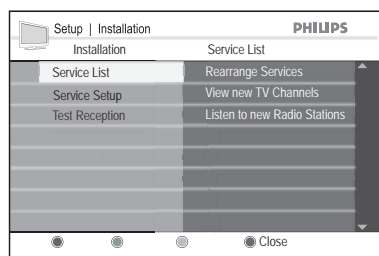 Setup | Installation PHILIPS
Installation Service List
Service List Rearrange Services
Service Setup View new TV Channels
Test Reception Listen to new Radio Stations
Close